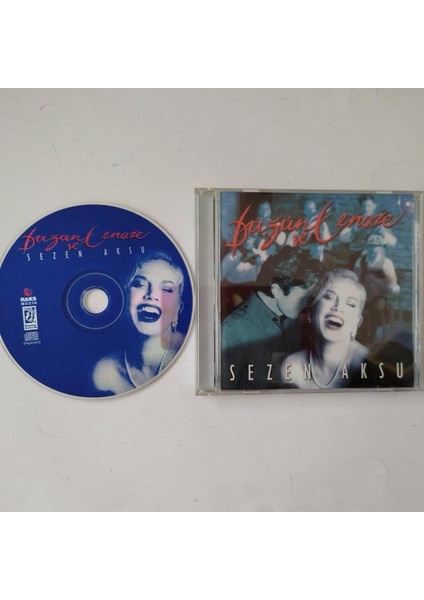 Düğün ve Cenaze
SEZEN AKSU
RAKS
MÜZİK
Düğün ve Cenaze
SEZEN AKSU